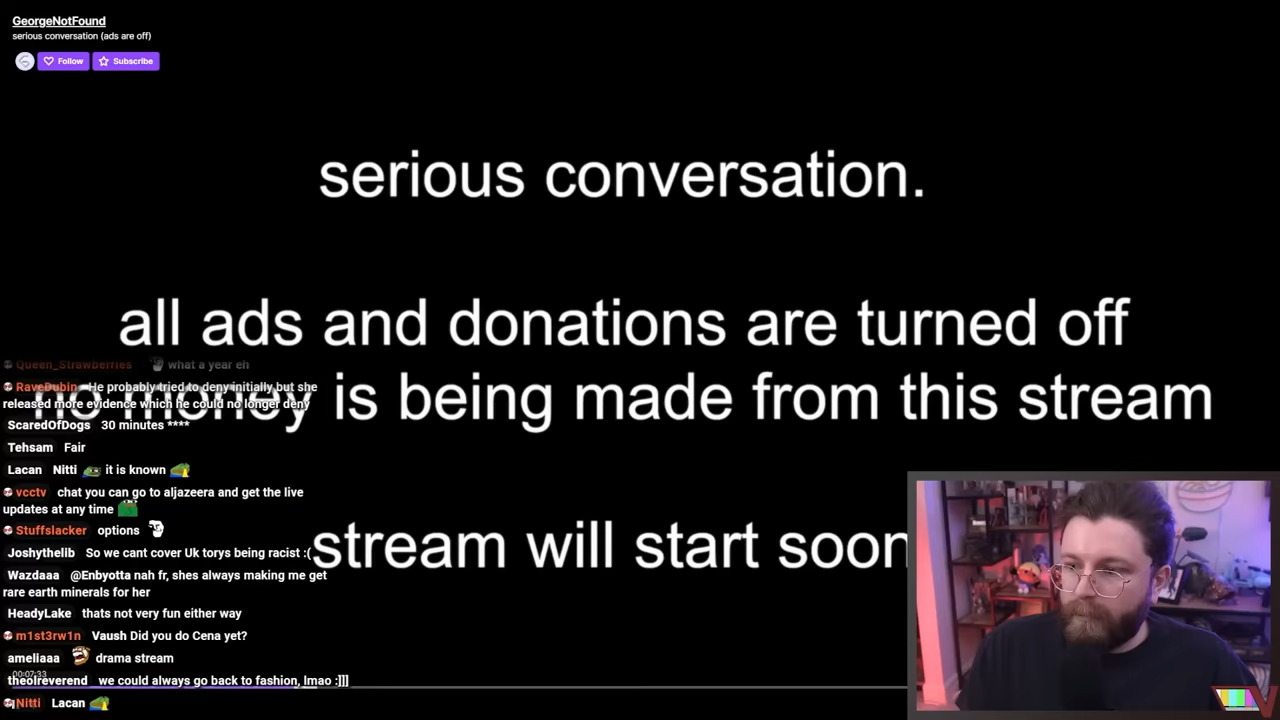 GeorgeNotFound
serious conversation (ads are off)
Follow
Subscribe
serious conversation.
all ads and donations are turned off
no money is being made from this stream
stream will start soon
Queen_Strawberries what a year eh
RaveDubin He probably tried to deny initially but she
released more evidence which he could no longer deny
ScaredOfDogs 30 minutes ****
Tehsam Fair
Lacan Nitti it is known
vcctv chat you can go to aljazeera and get the live
updates at any time
Stuffslacker options
Joshythelib So we cant cover Uk torys being racist :(
Wazdaaa @Enbyotta nah fr, shes always making me get
rare earth minerals for her
HeadyLake thats not very fun either way
m1st3rw1n Vaush Did you do Cena yet?
ameliaaa drama stream
00:07:33
theolreverend we could always go back to fashion, lmao :]]]
Nitti Lacan